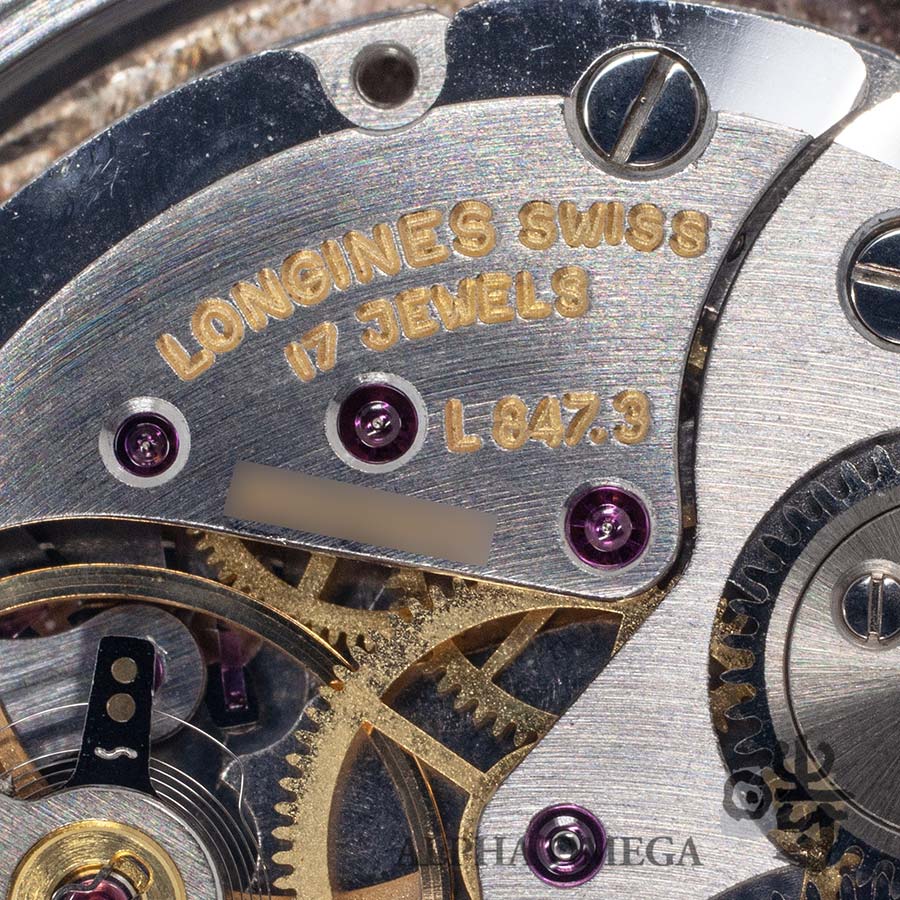 LONGINES SWISS
17 JEWELS
L 847.3
S
ALPHA OMEGA